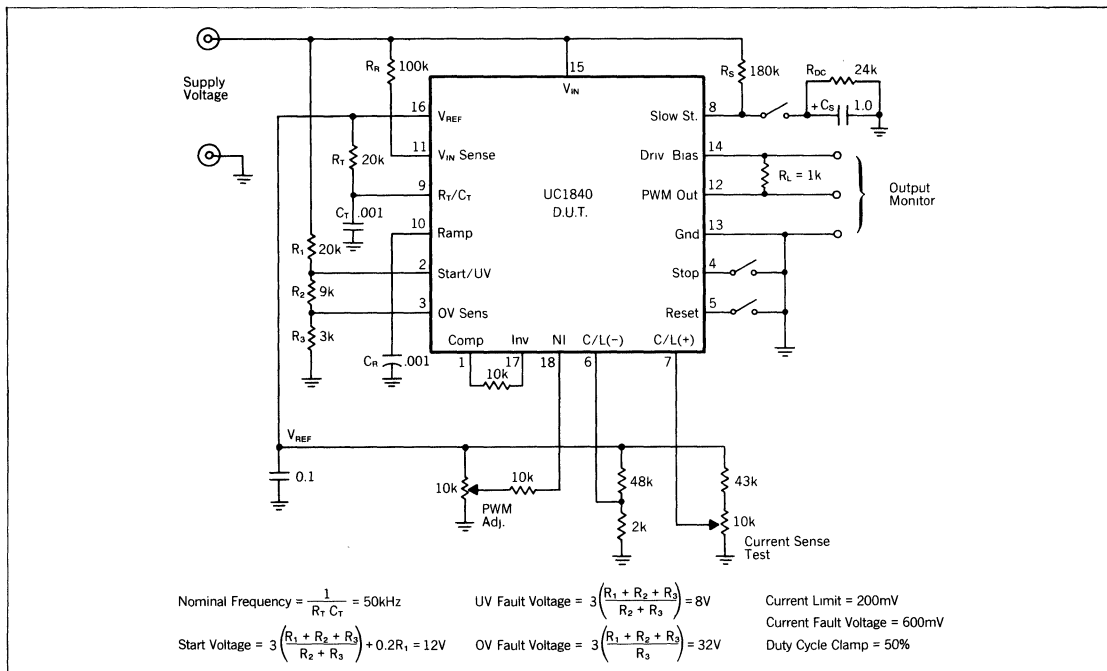 Supply
Voltage
R_R 100k
15
V_IN
R_S 180k
R_DC 24k
+ C_S 1.0
16 V_REF
11 V_IN Sense
R_T 20k
9 R_T/C_T
C_T .001
10 Ramp
R_1 20k
2 Start/UV
R_2 9k
3 OV Sens
R_3 3k
C_R .001
UC1840
D.U.T.
Slow St. 8
Driv Bias 14
R_L = 1k
PWM Out 12
Output
Monitor
Gnd 13
Stop 4
Reset 5
Comp Inv NI C/L(-) C/L(+)
1 17 18 6 7
10k
V_REF
0.1
10k
10k
PWM
Adj.
48k
2k
43k
10k
Current Sense
Test
Nominal Frequency = 1 / (R_T C_T) = 50kHz
Start Voltage = 3 ((R_1 + R_2 + R_3) / (R_2 + R_3)) + 0.2R_1 = 12V
UV Fault Voltage = 3 ((R_1 + R_2 + R_3) / (R_2 + R_3)) = 8V
OV Fault Voltage = 3 ((R_1 + R_2 + R_3) / R_3) = 32V
Current Limit = 200mV
Current Fault Voltage = 600mV
Duty Cycle Clamp = 50%